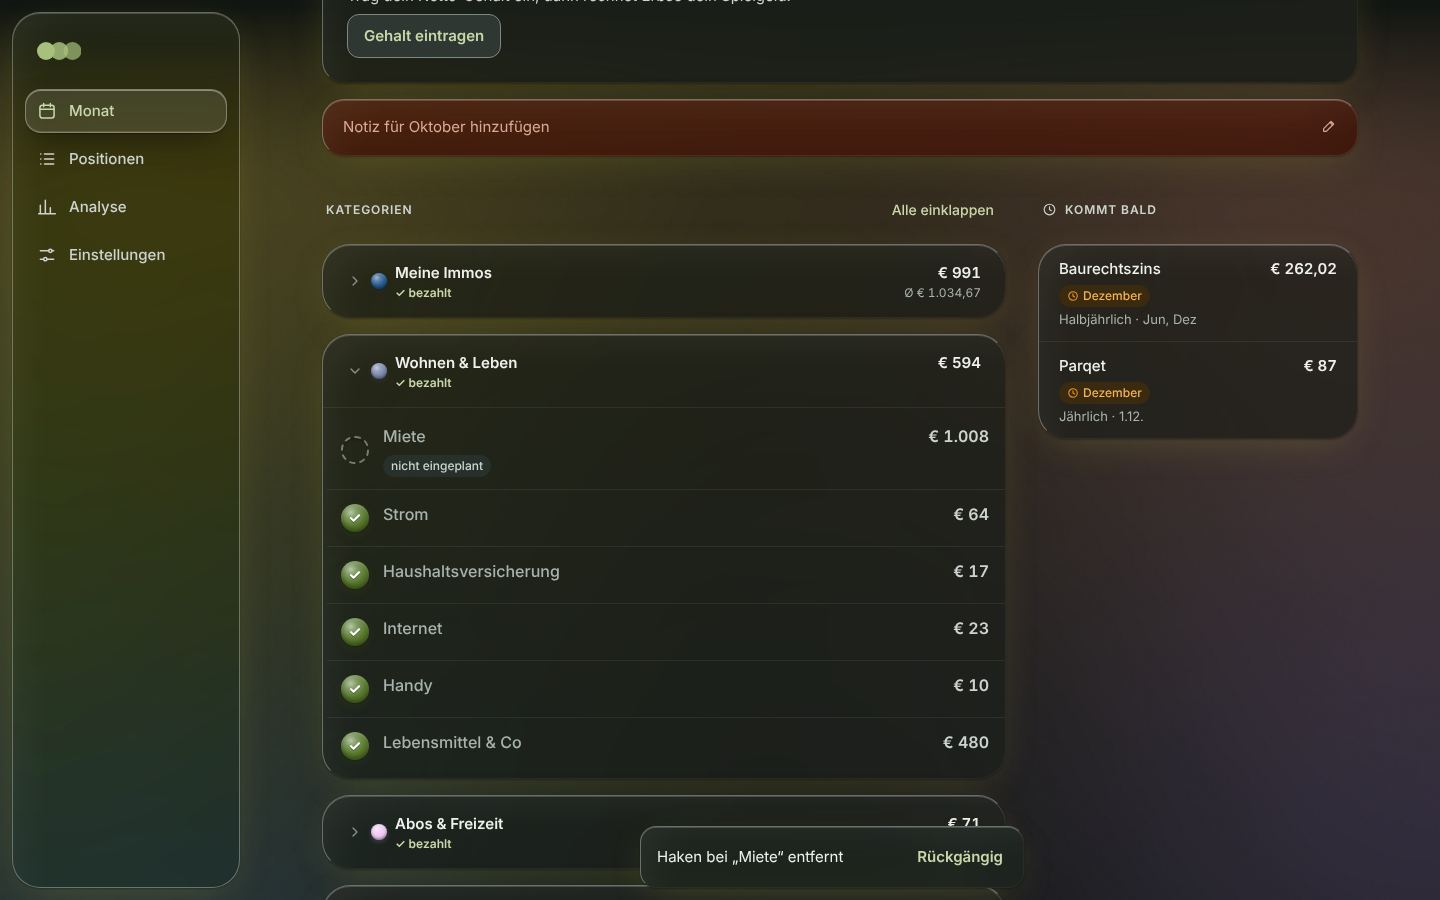 Gehalt eintragen
Monat
Positionen
Analyse
Einstellungen
Notiz für Oktober hinzufügen
KATEGORIEN
Alle einklappen
Meine Immos
€ 991
✓ bezahlt
Ø € 1.034,67
Wohnen & Leben
€ 594
✓ bezahlt
Miete
€ 1.008
nicht eingeplant
Strom
€ 64
Haushaltsversicherung
€ 17
Internet
€ 23
Handy
€ 10
Lebensmittel & Co
€ 480
Abos & Freizeit
€ 71
✓ bezahlt
KOMMT BALD
Baurechtszins
€ 262,02
Dezember
Halbjährlich · Jun, Dez
Parqet
€ 87
Dezember
Jährlich · 1.12.
Haken bei „Miete“ entfernt
Rückgängig